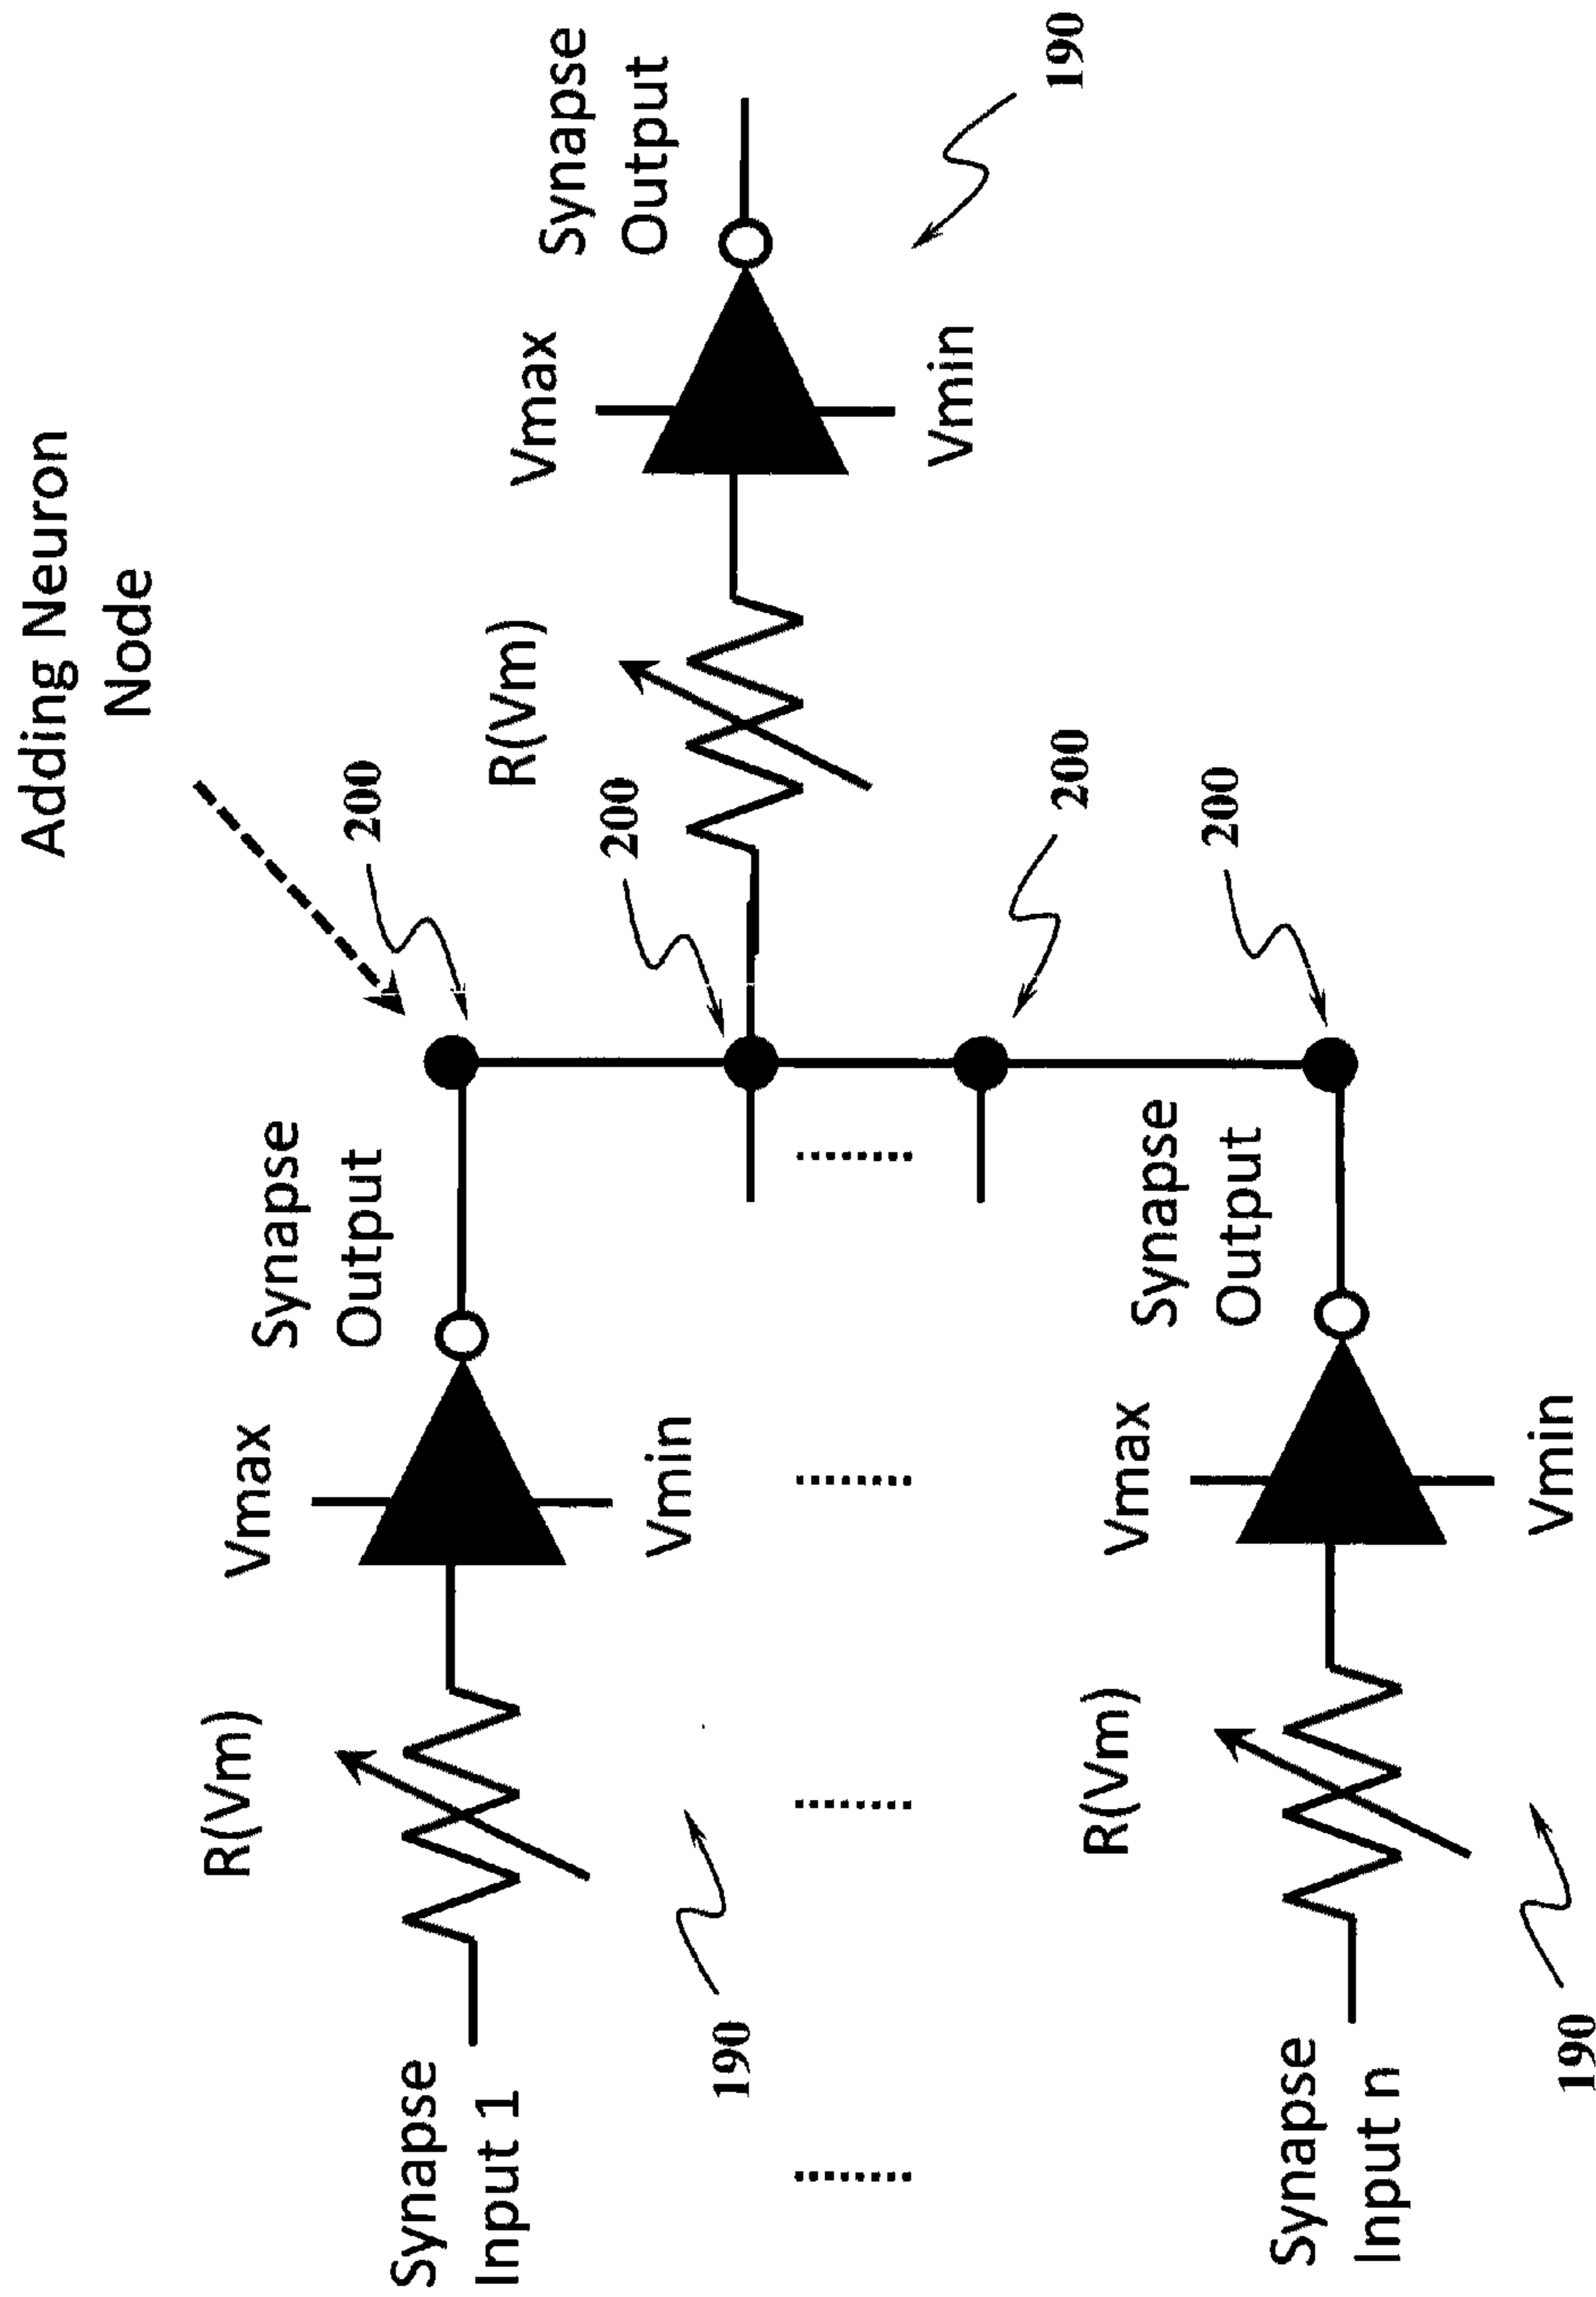 Adding Neuron
Node
200
Synapse
Output
Vmax
R(Vm)
Synapse
Input 1
Vmin
190
200
Synapse
Output
Vmax
R(Vm)
Vmin
190
200
200
Synapse
Output
Vmax
R(Vm)
Synapse
Input n
Vmin
190